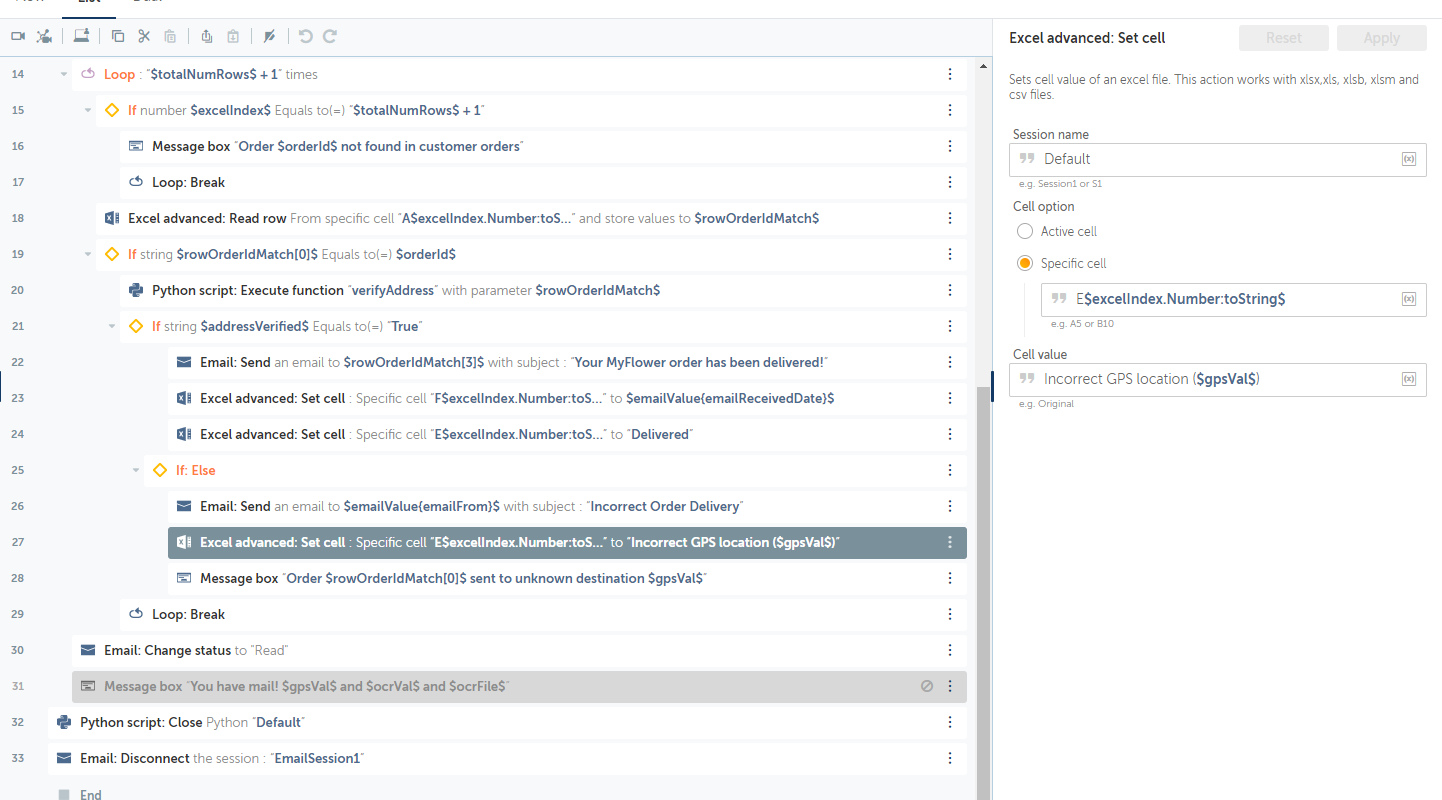 List
14 Loop : "$totalNumRows$ + 1" times
15 If number $excelIndex$ Equals to(=) "$totalNumRows$ + 1"
16 Message box "Order $orderId$ not found in customer orders"
17 Loop: Break
18 Excel advanced: Read row From specific cell "A$excelIndex.Number:toS..." and store values to $rowOrderIdMatch$
19 If string $rowOrderIdMatch[0]$ Equals to(=) $orderId$
20 Python script: Execute function "verifyAddress" with parameter $rowOrderIdMatch$
21 If string $addressVerified$ Equals to(=) "True"
22 Email: Send an email to $rowOrderIdMatch[3]$ with subject : "Your MyFlower order has been delivered!"
23 Excel advanced: Set cell : Specific cell "F$excelIndex.Number:toS..." to $emailValue{emailReceivedDate}$
24 Excel advanced: Set cell : Specific cell "E$excelIndex.Number:toS..." to "Delivered"
25 If: Else
26 Email: Send an email to $emailValue{emailFrom}$ with subject : "Incorrect Order Delivery"
27 Excel advanced: Set cell : Specific cell "E$excelIndex.Number:toS..." to "Incorrect GPS location ($gpsVal$)"
28 Message box "Order $rowOrderIdMatch[0]$ sent to unknown destination $gpsVal$"
29 Loop: Break
30 Email: Change status to "Read"
31 Message box "You have mail! $gpsVal$ and $ocrVal$ and $ocrFile$"
32 Python script: Close Python "Default"
33 Email: Disconnect the session : "EmailSession1"
End
Excel advanced: Set cell
Reset
Apply
Sets cell value of an excel file. This action works with xlsx,xls, xlsb, xlsm and
csv files.
Session name
Default
(x)
e.g. Session1 or S1
Cell option
Active cell
Specific cell
E$excelIndex.Number:toString$
(x)
e.g. A5 or B10
Cell value
Incorrect GPS location ($gpsVal$)
(x)
e.g. Original